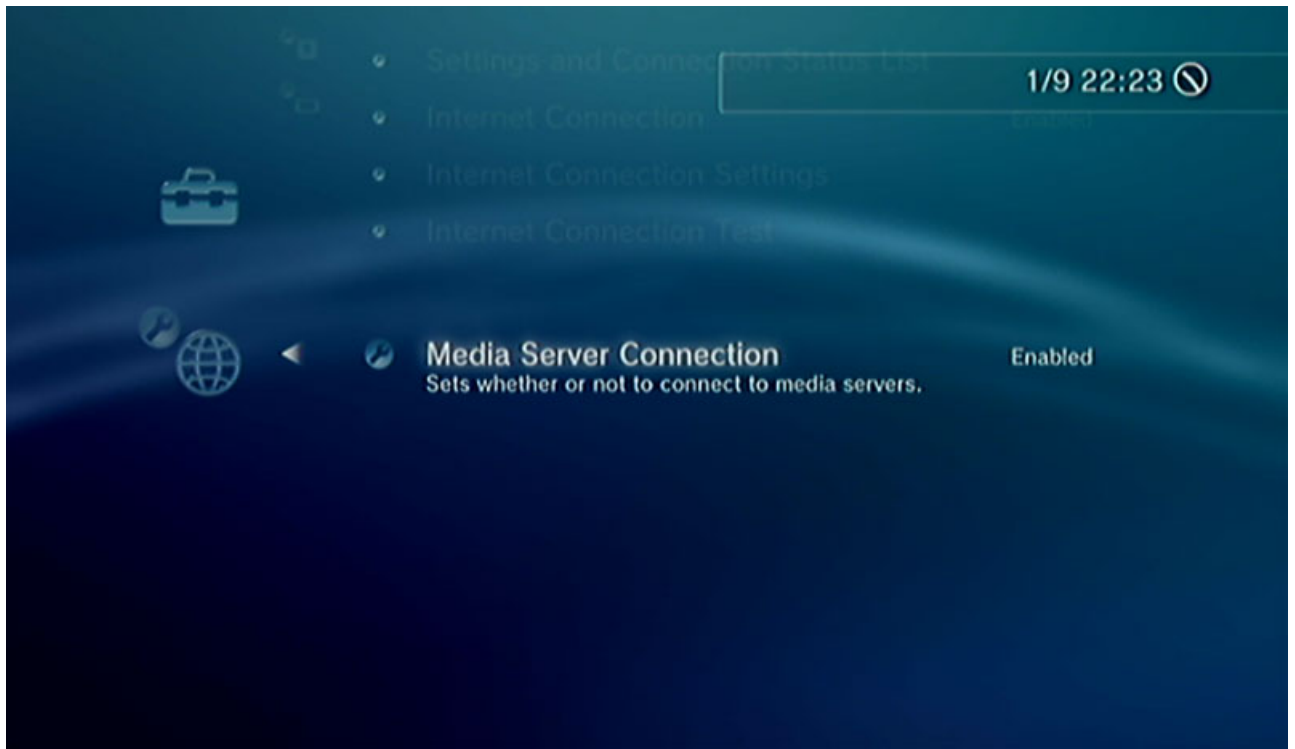 Settings and Connection Status List
1/9 22:23
Internet Connection
Enabled
Internet Connection Settings
Internet Connection Test
Media Server Connection
Enabled
Sets whether or not to connect to media servers.